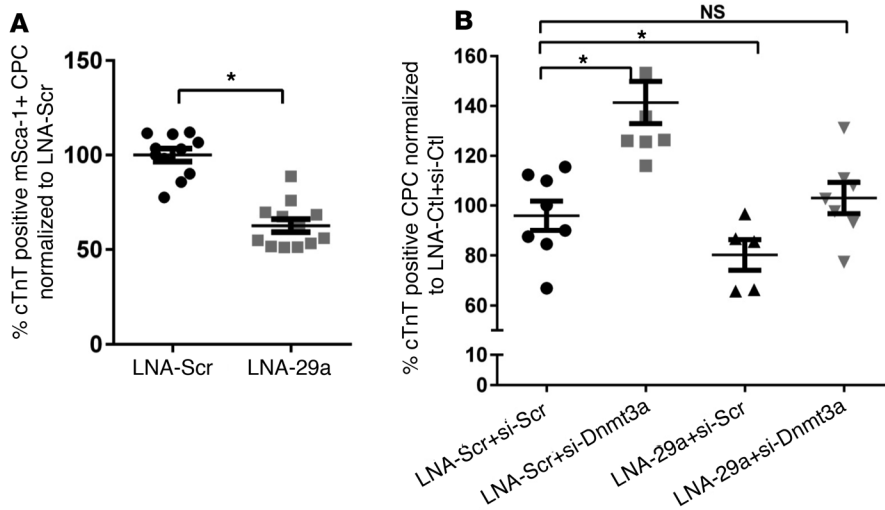 A
% cTnT positive mSca-1+ CPC
normalized to LNA-Scr
150
100
50
0
*
LNA-Scr
LNA-29a
B
% cTnT positive CPC normalized
to LNA-Ctl+si-Ctl
160
140
120
100
80
60
10
0
NS
*
*
LNA-Scr+si-Scr
LNA-Scr+si-Dnmt3a
LNA-29a+si-Scr
LNA-29a+si-Dnmt3a